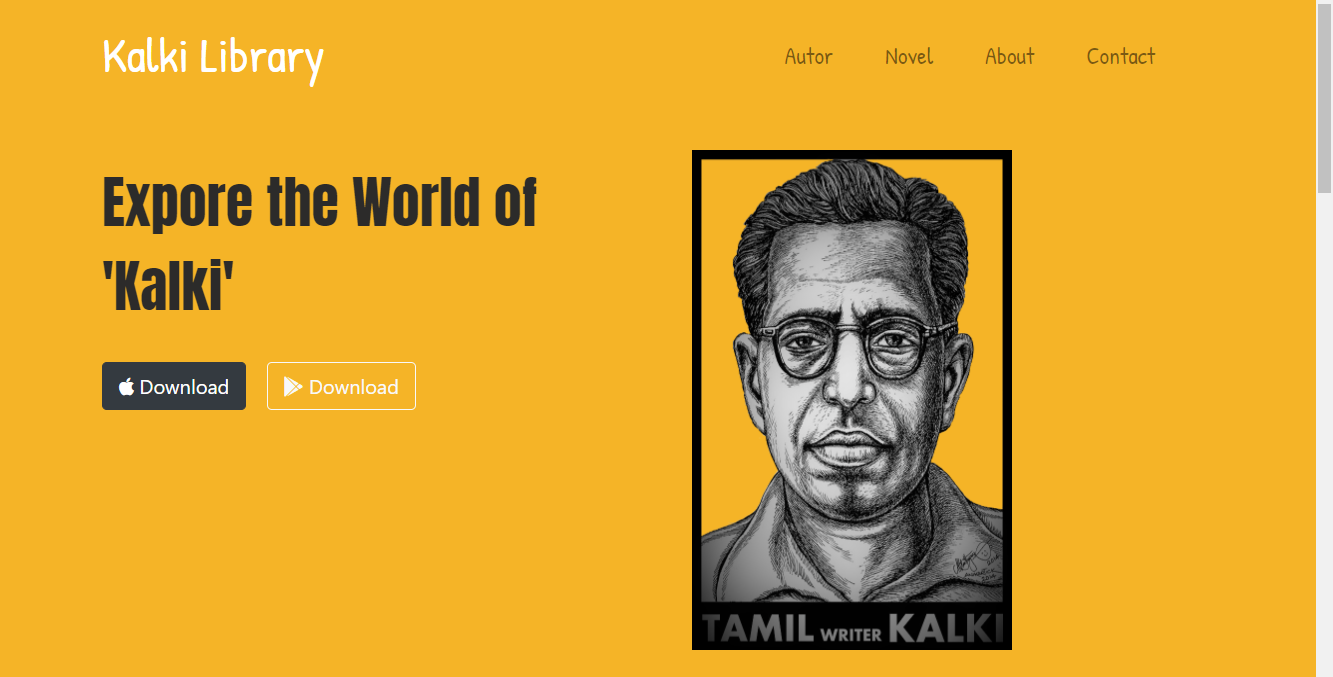 Kalki Library
Autor Novel About Contact
Expore the World of
'Kalki'
Download Download
TAMIL WRITER KALKI